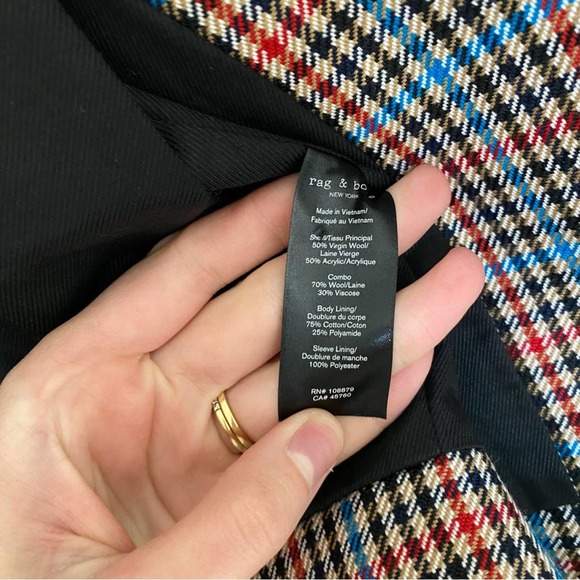 rag & bo
NEW YORK
Made in Vietnam/
Fabriqué au Vietnam
Shell/Tissu Principal
50% Virgin Wool/
Laine Vierge
50% Acrylic/Acrylique
Combo
70% Wool/Laine
30% Viscose
Body Lining/
Doublure du corps
75% Cotton/Coton
25% Polyamide
Sleeve Lining/
Doublure de manche
100% Polyester
RN# 108879
CA# 45760